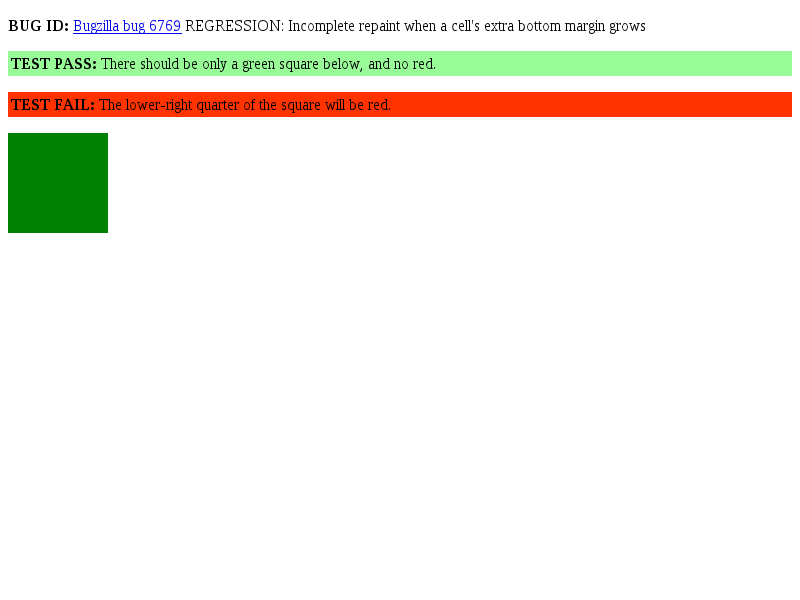 BUG ID: Bugzilla bug 6769 REGRESSION: Incomplete repaint when a cell's extra bottom margin grows
TEST PASS: There should be only a green square below, and no red.
TEST FAIL: The lower-right quarter of the square will be red.